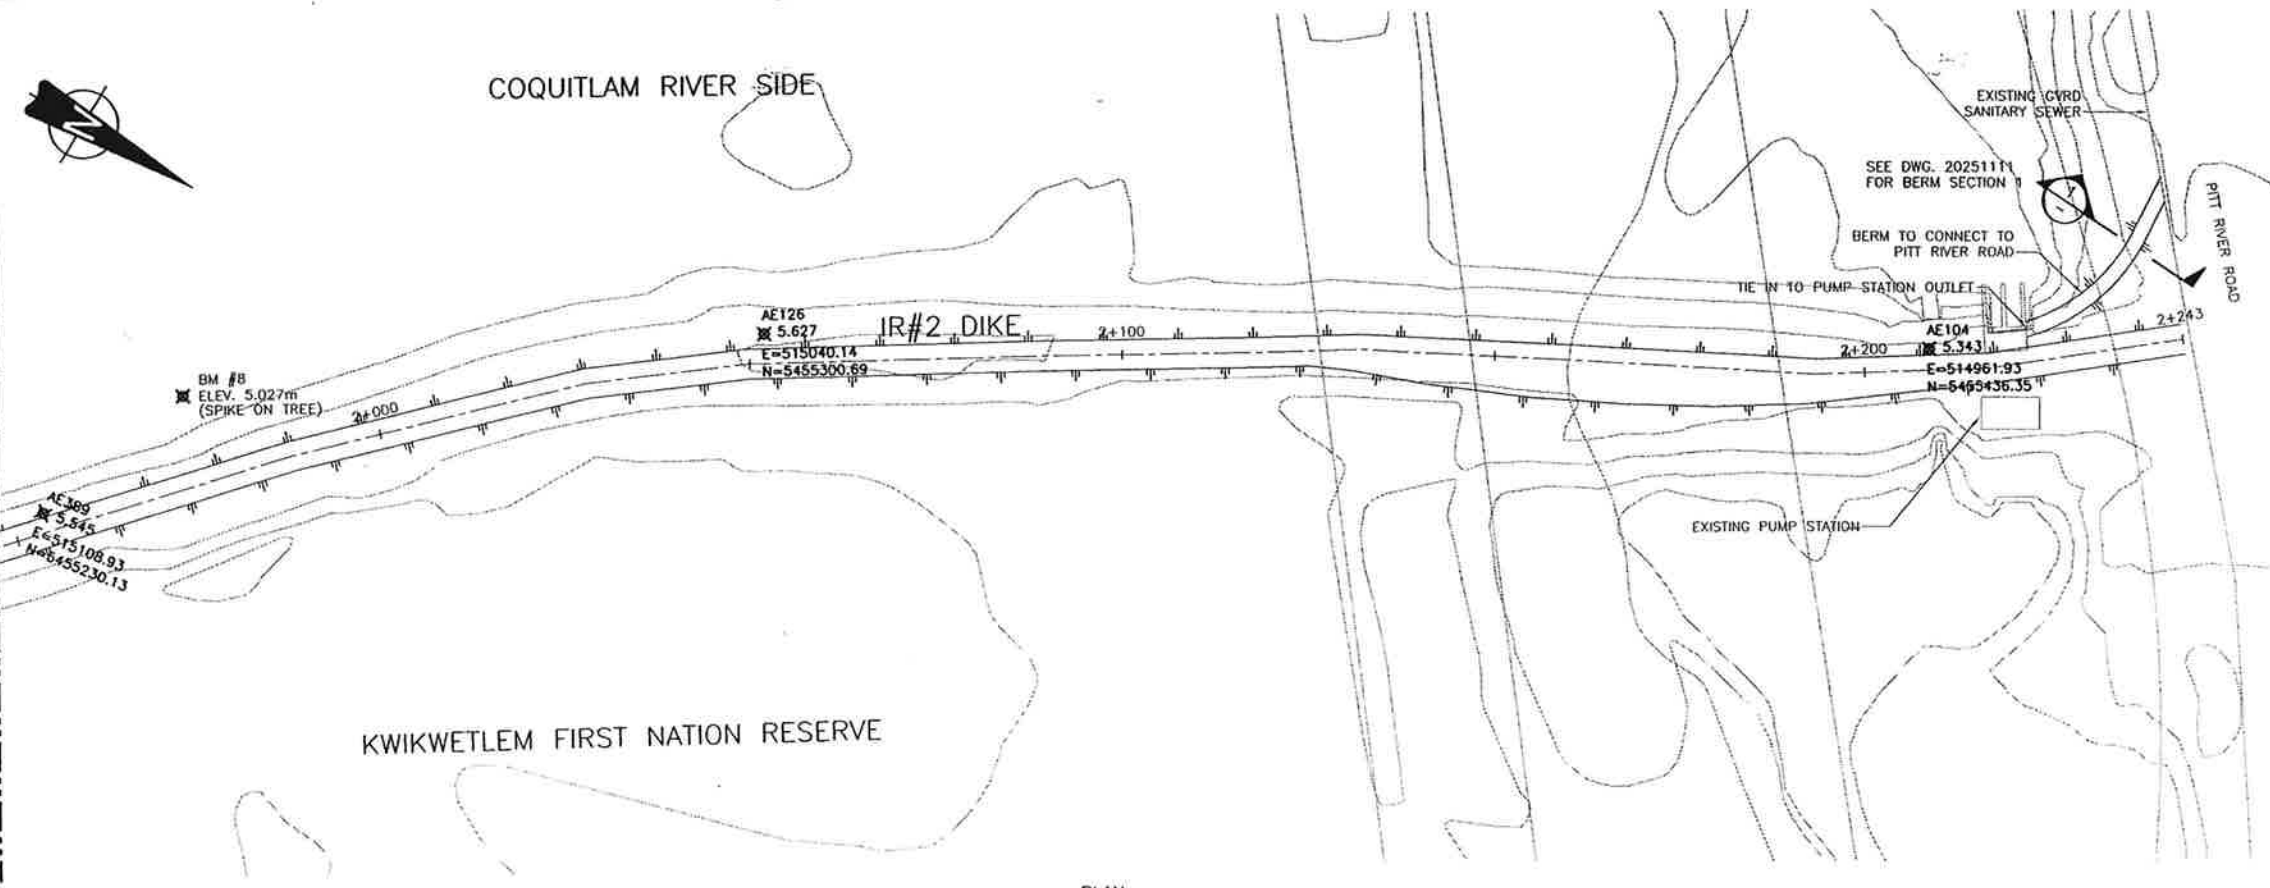 COQUITLAM RIVER SIDE
N
EXISTING GVRD
SANITARY SEWER
SEE DWG. 20251111
FOR BERM SECTION 1
BERM TO CONNECT TO
PITT RIVER ROAD
PITT RIVER ROAD
TIE IN TO PUMP STATION OUTLET
AE126
5.627
E=515040.14
N=5455300.69
IR#2 DIKE
2+100
2+200
AE104
5.343
E=514961.93
N=5455436.35
2+243
BM #8
ELEV. 5.027m
(SPIKE ON TREE)
2+000
AE389
5.545
E=515108.93
N=5455230.13
EXISTING PUMP STATION
KWIKWETLEM FIRST NATION RESERVE